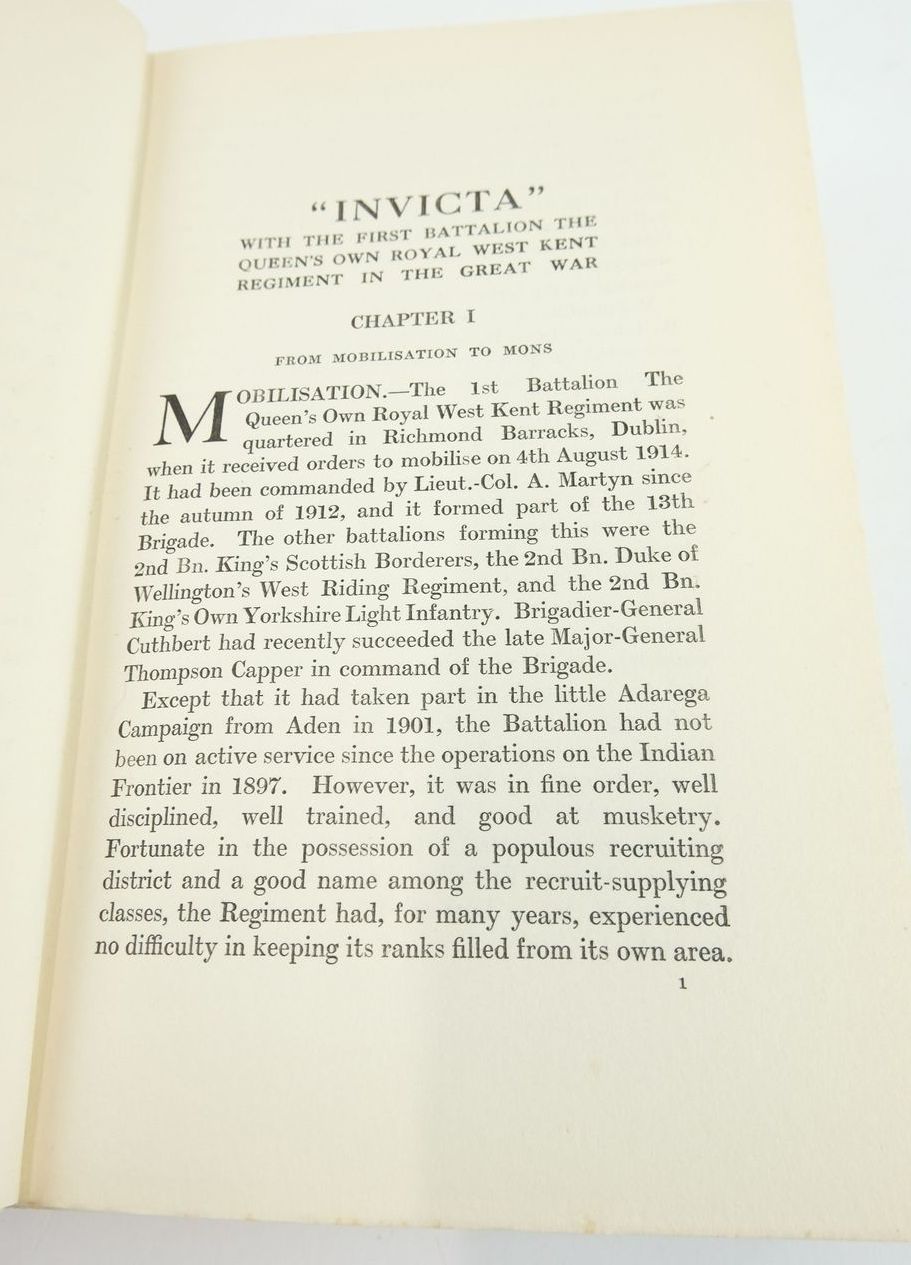 “INVICTA”
WITH THE FIRST BATTALION THE
QUEEN'S OWN ROYAL WEST KENT
REGIMENT IN THE GREAT WAR
CHAPTER I
FROM MOBILISATION TO MONS
MOBILISATION.—The 1st Battalion The
Queen's Own Royal West Kent Regiment was
quartered in Richmond Barracks, Dublin,
when it received orders to mobilise on 4th August 1914.
It had been commanded by Lieut.-Col. A. Martyn since
the autumn of 1912, and it formed part of the 13th
Brigade. The other battalions forming this were the
2nd Bn. King's Scottish Borderers, the 2nd Bn. Duke of
Wellington's West Riding Regiment, and the 2nd Bn.
King's Own Yorkshire Light Infantry. Brigadier-General
Cuthbert had recently succeeded the late Major-General
Thompson Capper in command of the Brigade.
Except that it had taken part in the little Adarega
Campaign from Aden in 1901, the Battalion had not
been on active service since the operations on the Indian
Frontier in 1897. However, it was in fine order, well
disciplined, well trained, and good at musketry.
Fortunate in the possession of a populous recruiting
district and a good name among the recruit-supplying
classes, the Regiment had, for many years, experienced
no difficulty in keeping its ranks filled from its own area.
1